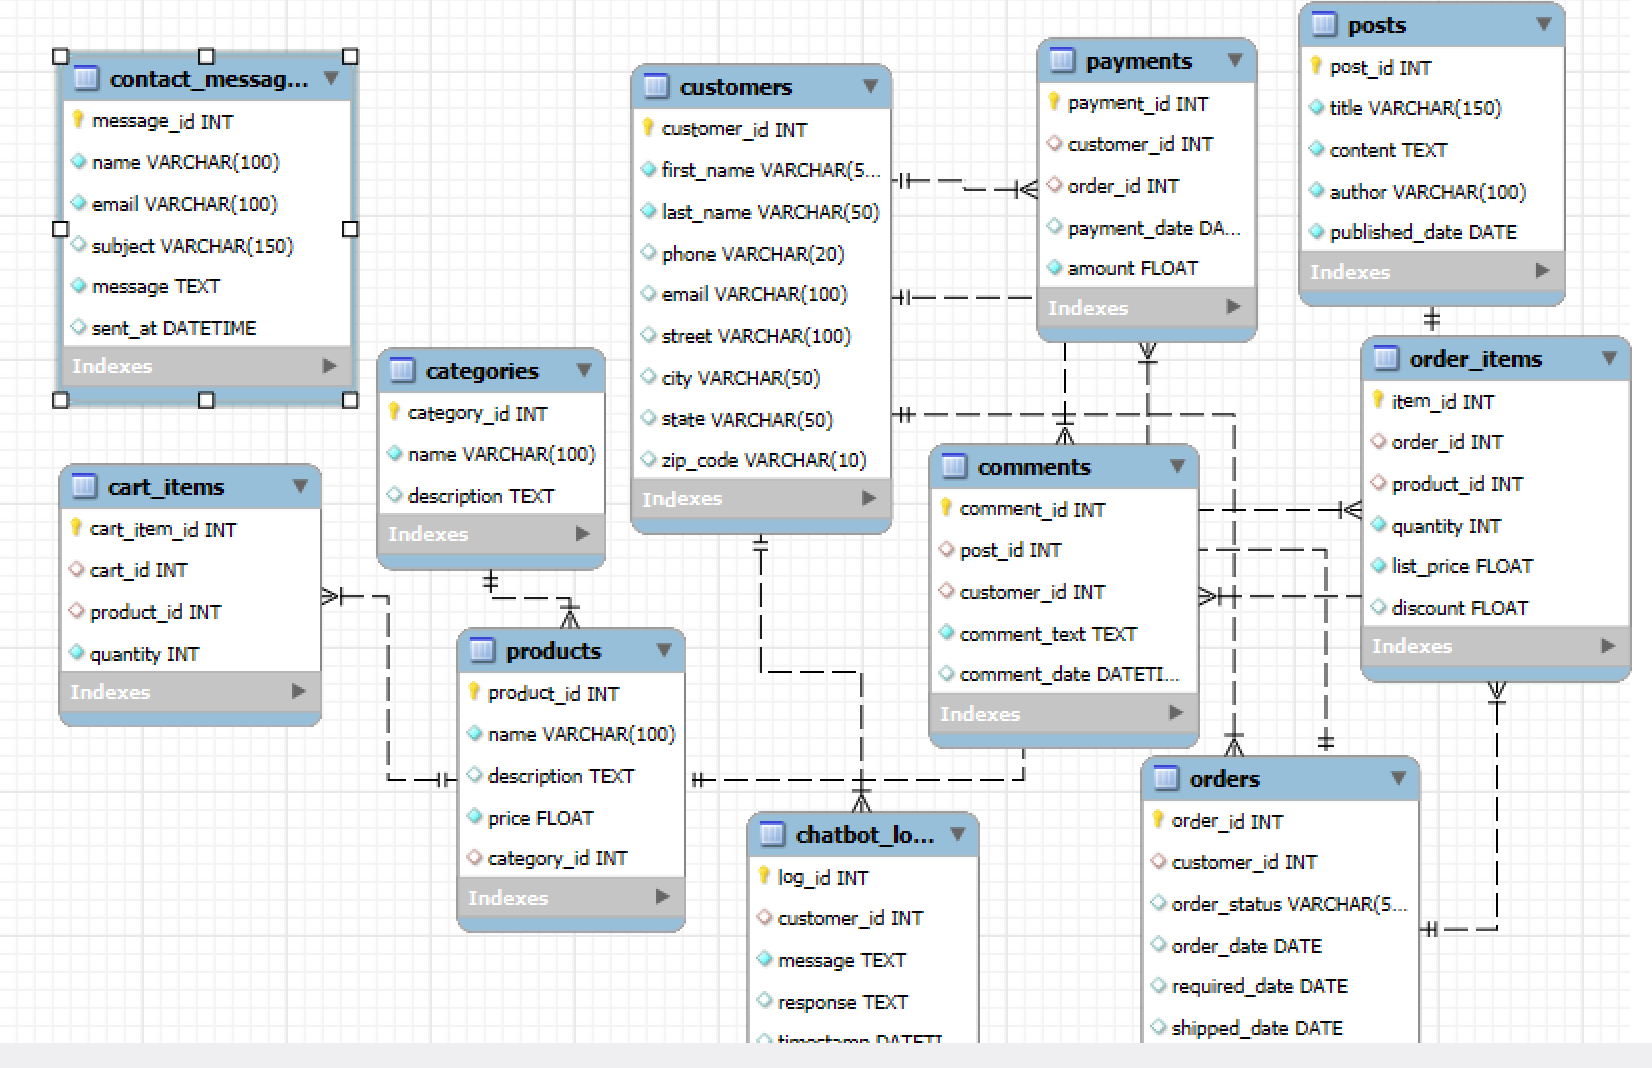 contact_messag...
message_id INT
name VARCHAR(100)
email VARCHAR(100)
subject VARCHAR(150)
message TEXT
sent_at DATETIME
Indexes
cart_items
cart_item_id INT
cart_id INT
product_id INT
quantity INT
Indexes
categories
category_id INT
name VARCHAR(100)
description TEXT
Indexes
products
product_id INT
name VARCHAR(100)
description TEXT
price FLOAT
category_id INT
Indexes
customers
customer_id INT
first_name VARCHAR(5...
last_name VARCHAR(50)
phone VARCHAR(20)
email VARCHAR(100)
street VARCHAR(100)
city VARCHAR(50)
state VARCHAR(50)
zip_code VARCHAR(10)
Indexes
chatbot_lo...
log_id INT
customer_id INT
message TEXT
response TEXT
timestamp DATETI...
payments
payment_id INT
customer_id INT
order_id INT
payment_date DA...
amount FLOAT
Indexes
comments
comment_id INT
post_id INT
customer_id INT
comment_text TEXT
comment_date DATETI...
Indexes
posts
post_id INT
title VARCHAR(150)
content TEXT
author VARCHAR(100)
published_date DATE
Indexes
order_items
item_id INT
order_id INT
product_id INT
quantity INT
list_price FLOAT
discount FLOAT
Indexes
orders
order_id INT
customer_id INT
order_status VARCHAR(5...
order_date DATE
required_date DATE
shipped_date DATE